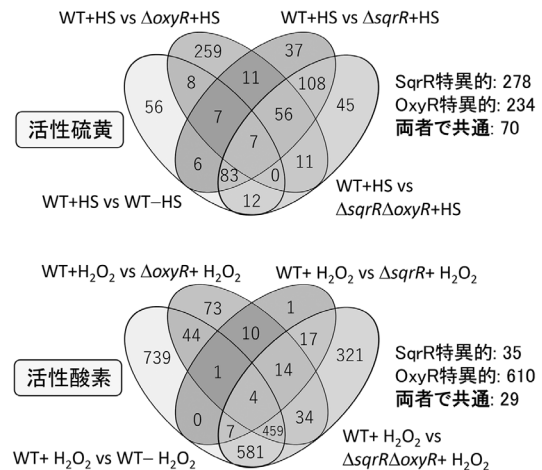 WT+HS vs ΔoxyR+HS
WT+HS vs ΔsqrR+HS
259
37
8
11
108
56
7
56
45
7
6
83
0
11
12
活性硫黄
WT+HS vs WT−HS
WT+HS vs
ΔsqrRΔoxyR+HS
SqrR特異的: 278
OxyR特異的: 234
両者で共通: 70
WT+H2O2 vs ΔoxyR+ H2O2
WT+ H2O2 vs ΔsqrR+ H2O2
73
1
44
10
17
739
1
14
321
4
0
7
459
34
581
活性酸素
WT+ H2O2 vs WT− H2O2
WT+ H2O2 vs
ΔsqrRΔoxyR+ H2O2
SqrR特異的: 35
OxyR特異的: 610
両者で共通: 29